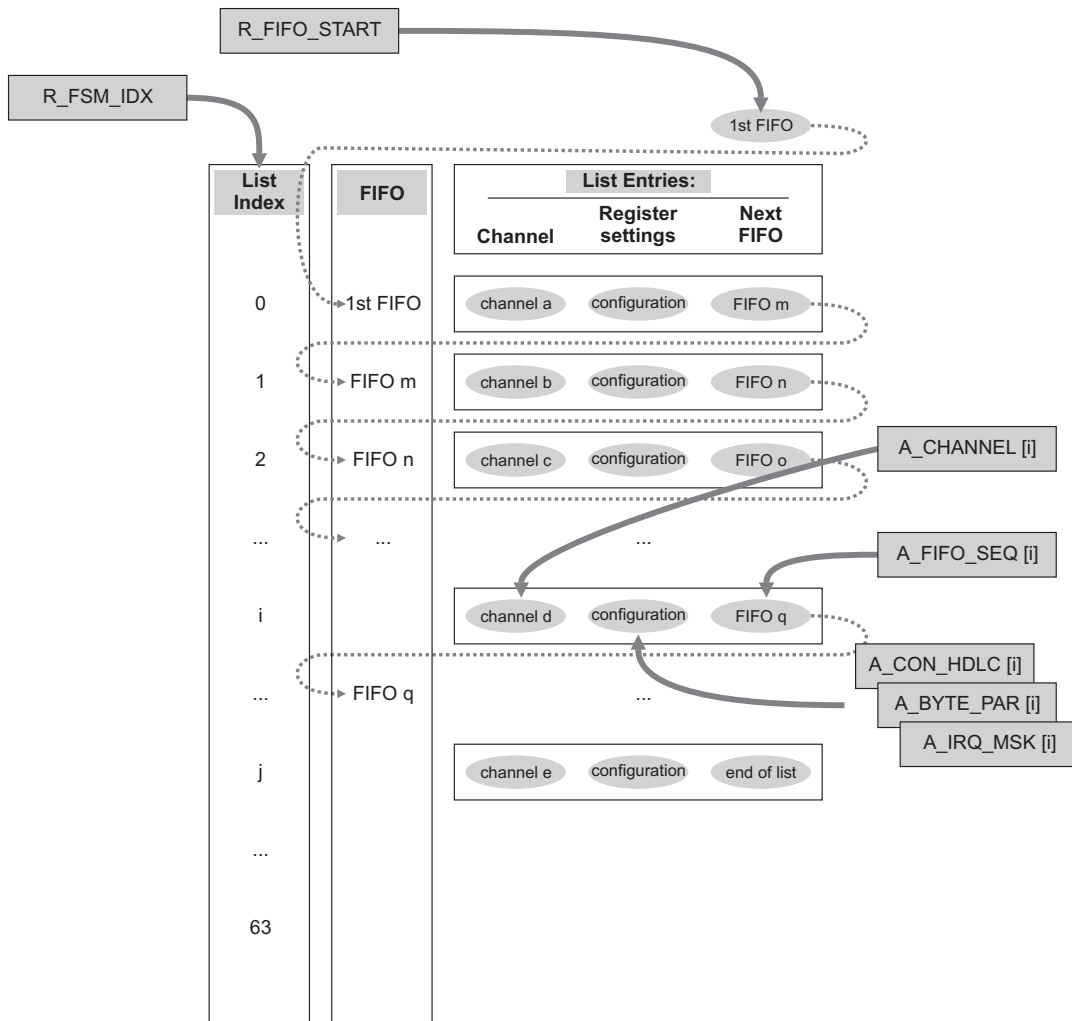 R_FIFO_START
R_FSM_IDX
1st FIFO
List
Index
FIFO
List Entries:
Channel
Register
settings
Next
FIFO
0
1st FIFO
channel a
configuration
FIFO m
1
FIFO m
channel b
configuration
FIFO n
2
FIFO n
channel c
configuration
FIFO o
A_CHANNEL [i]
...
...
...
A_FIFO_SEQ [i]
i
channel d
configuration
FIFO q
A_CON_HDLC [i]
...
FIFO q
...
A_BYTE_PAR [i]
A_IRQ_MSK [i]
j
channel e
configuration
end of list
...
63